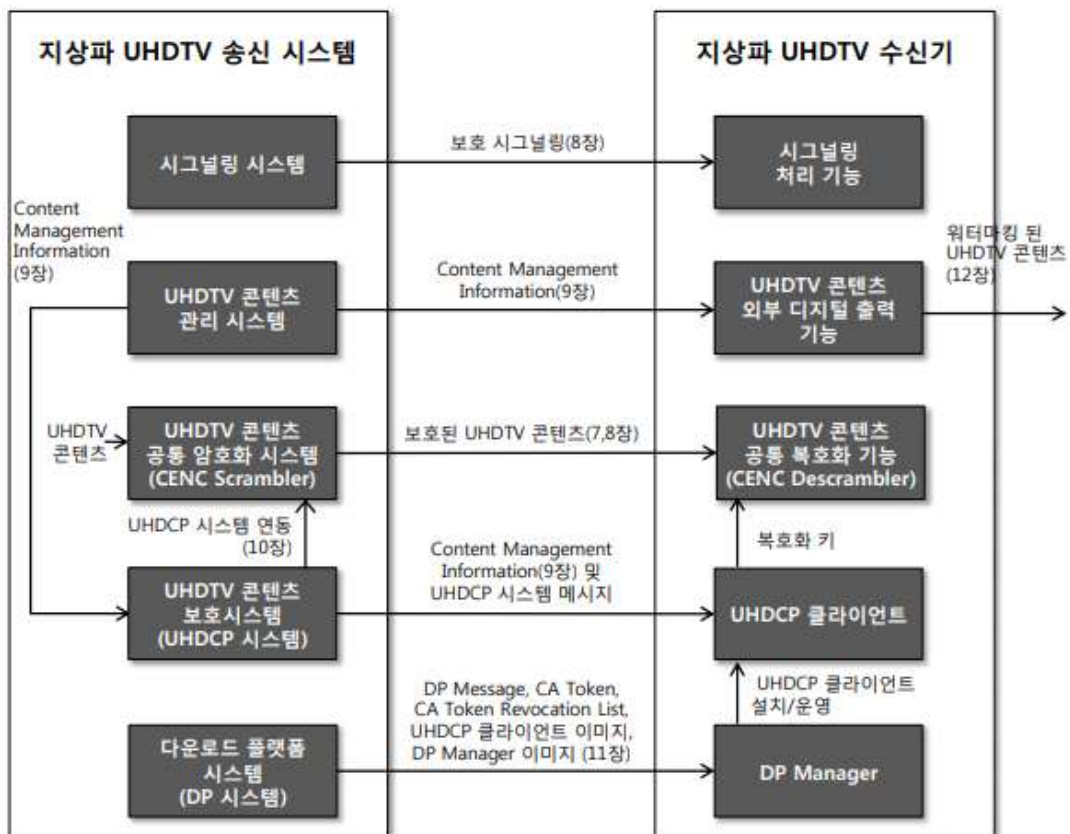 지상파 UHDTV 송신 시스템
지상파 UHDTV 수신기
시그널링 시스템
보호 시그널링(8장)
시그널링
처리 기능
Content
Management
Information
(9장)
UHDTV 콘텐츠
관리 시스템
Content Management
Information(9장)
UHDTV 콘텐츠
외부 디지털 출력
기능
워터마킹 된
UHDTV 콘텐츠
(12장)
UHDTV
콘텐츠
UHDTV 콘텐츠
공통 암호화 시스템
(CENC Scrambler)
보호된 UHDTV 콘텐츠(7,8장)
UHDTV 콘텐츠
공통 복호화 기능
(CENC Descrambler)
UHDCP 시스템 연동
(10장)
복호화 키
UHDTV 콘텐츠
보호시스템
(UHDCP 시스템)
Content Management
Information(9장) 및
UHDCP 시스템 메시지
UHDCP 클라이언트
UHDCP 클라이언트
설치/운영
다운로드 플랫폼
시스템
(DP 시스템)
DP Message, CA Token,
CA Token Revocation List,
UHDCP 클라이언트 이미지,
DP Manager 이미지 (11장)
DP Manager